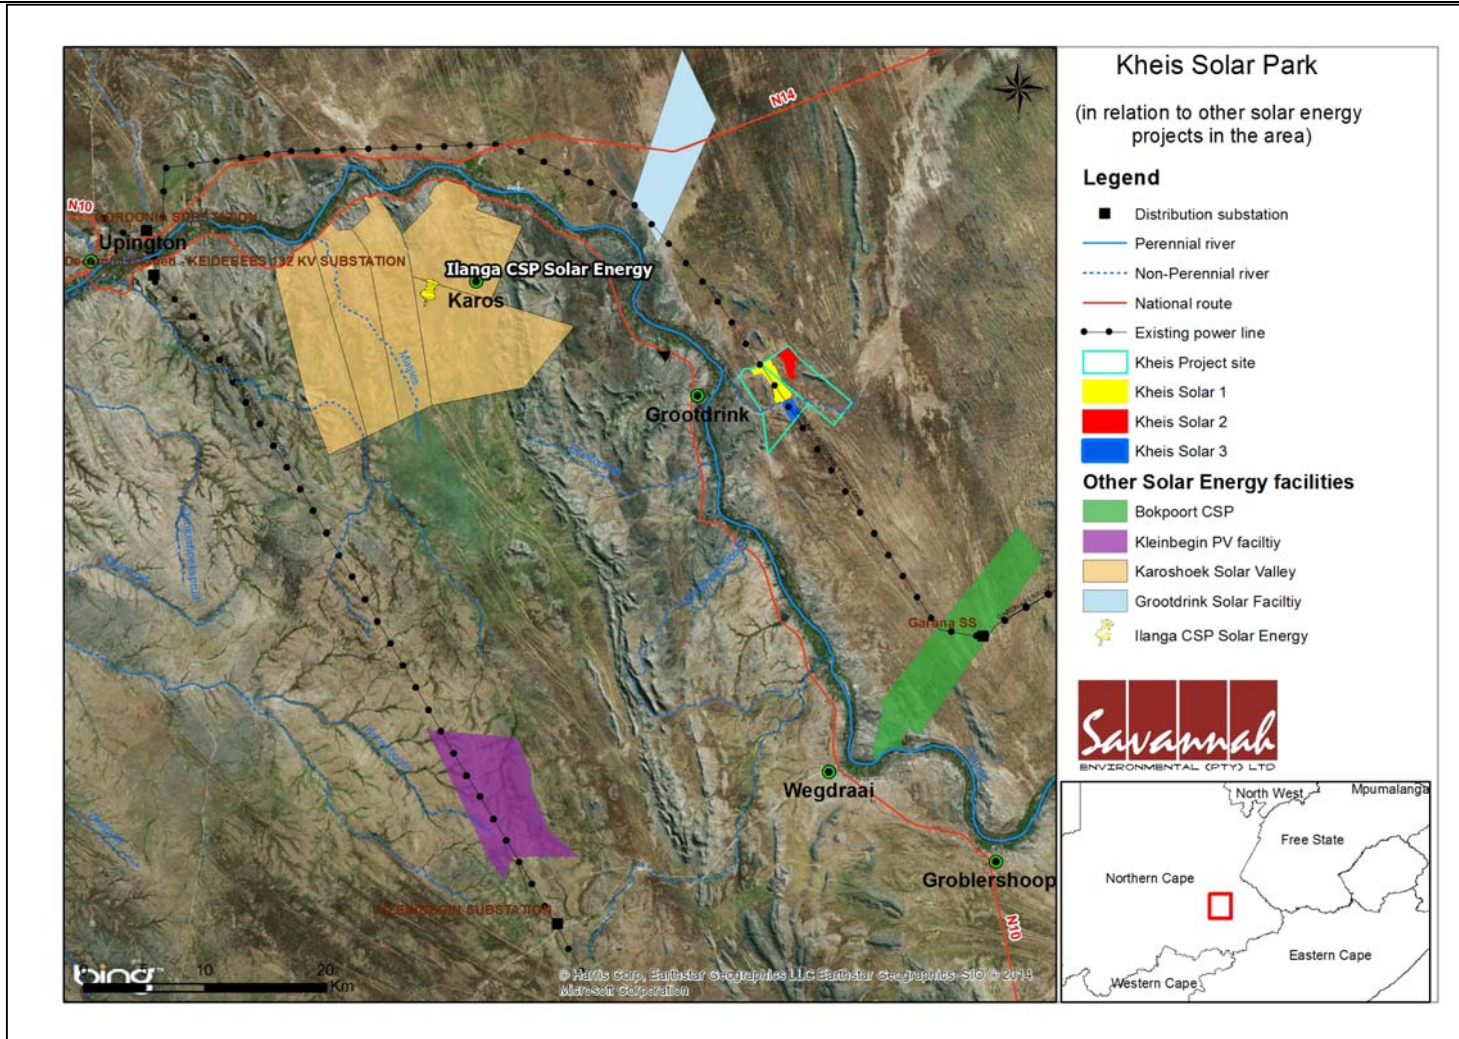 Kheis Solar Park
(in relation to other solar energy
projects in the area)
Legend
Distribution substation
Perennial river
Non-Perennial river
National route
Existing power line
Kheis Project site
Kheis Solar 1
Kheis Solar 2
Kheis Solar 3
Other Solar Energy facilities
Bokpoort CSP
Kleinbegin PV faciltiy
Karoshoek Solar Valley
Grootdrink Solar Faciltiy
Ilanga CSP Solar Energy
Savannah
ENVIRONMENTAL (PTY) LTD
North West
Mpumalanga
Free State
Northern Cape
Eastern Cape
Western Cape
N14
N10
GORDONIA SUBSTATION
Upington
KEIDEBEES 132 KV SUBSTATION
Ilanga CSP Solar Energy
Karos
Matjies
Grootdrink
Garona SS
Wegdraai
Groblershoop
KLEINBEGIN SUBSTATION
N10
bing
10
20
Km
© Harris Corp, Earthstar Geographics LLC Earthstar Geographics SIO © 2014
Microsoft Corporation